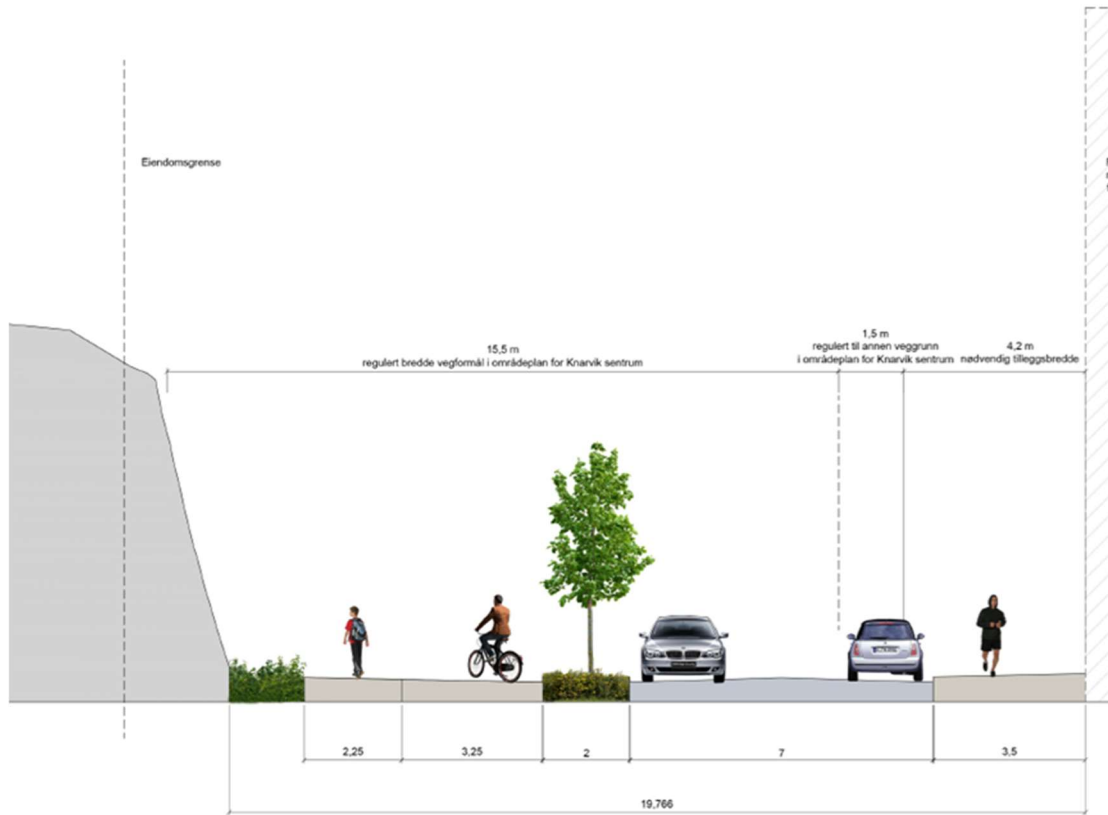 Eiendomsgrense
15,5 m
regulert bredde vegformål i områdeplan for Knarvik sentrum
1,5 m
regulert til annen veggrunn
i områdeplan for Knarvik sentrum
4,2 m
nødvendig tilleggsbredde
2,25
3,25
2
7
3,5
19,766